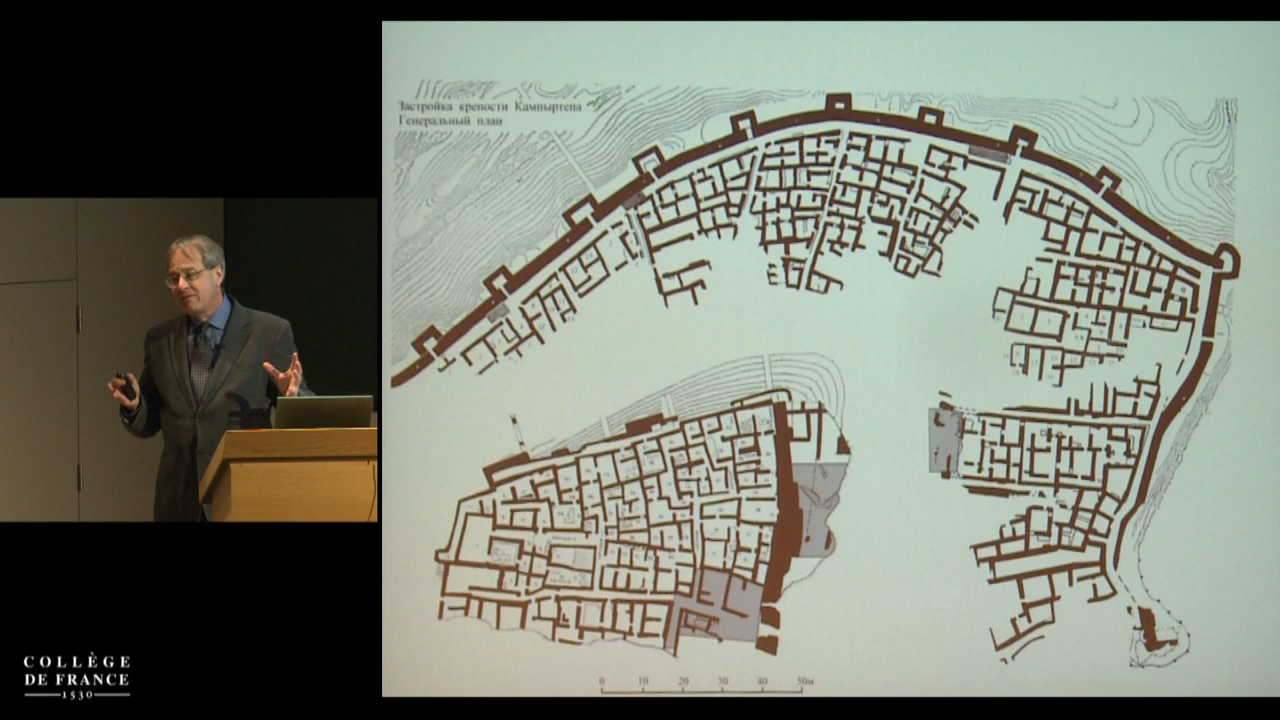 Застройка крепости Кампыртепа
Генеральный план
0 10 20 30 40 50м
COLLÈGE
DE FRANCE
1530